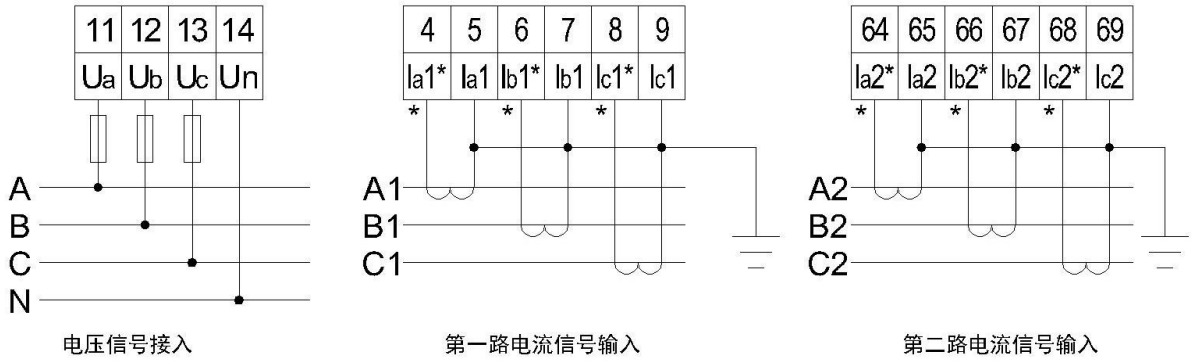 11 12 13 14
Ua Ub Uc Un
A
B
C
N
电压信号接入
4 5 6 7 8 9
Ia1* Ia1 Ib1* Ib1 Ic1* Ic1
* * *
A1
B1
C1
第一路电流信号输入
64 65 66 67 68 69
Ia2* Ia2 Ib2* Ib2 Ic2* Ic2
* * *
A2
B2
C2
第二路电流信号输入